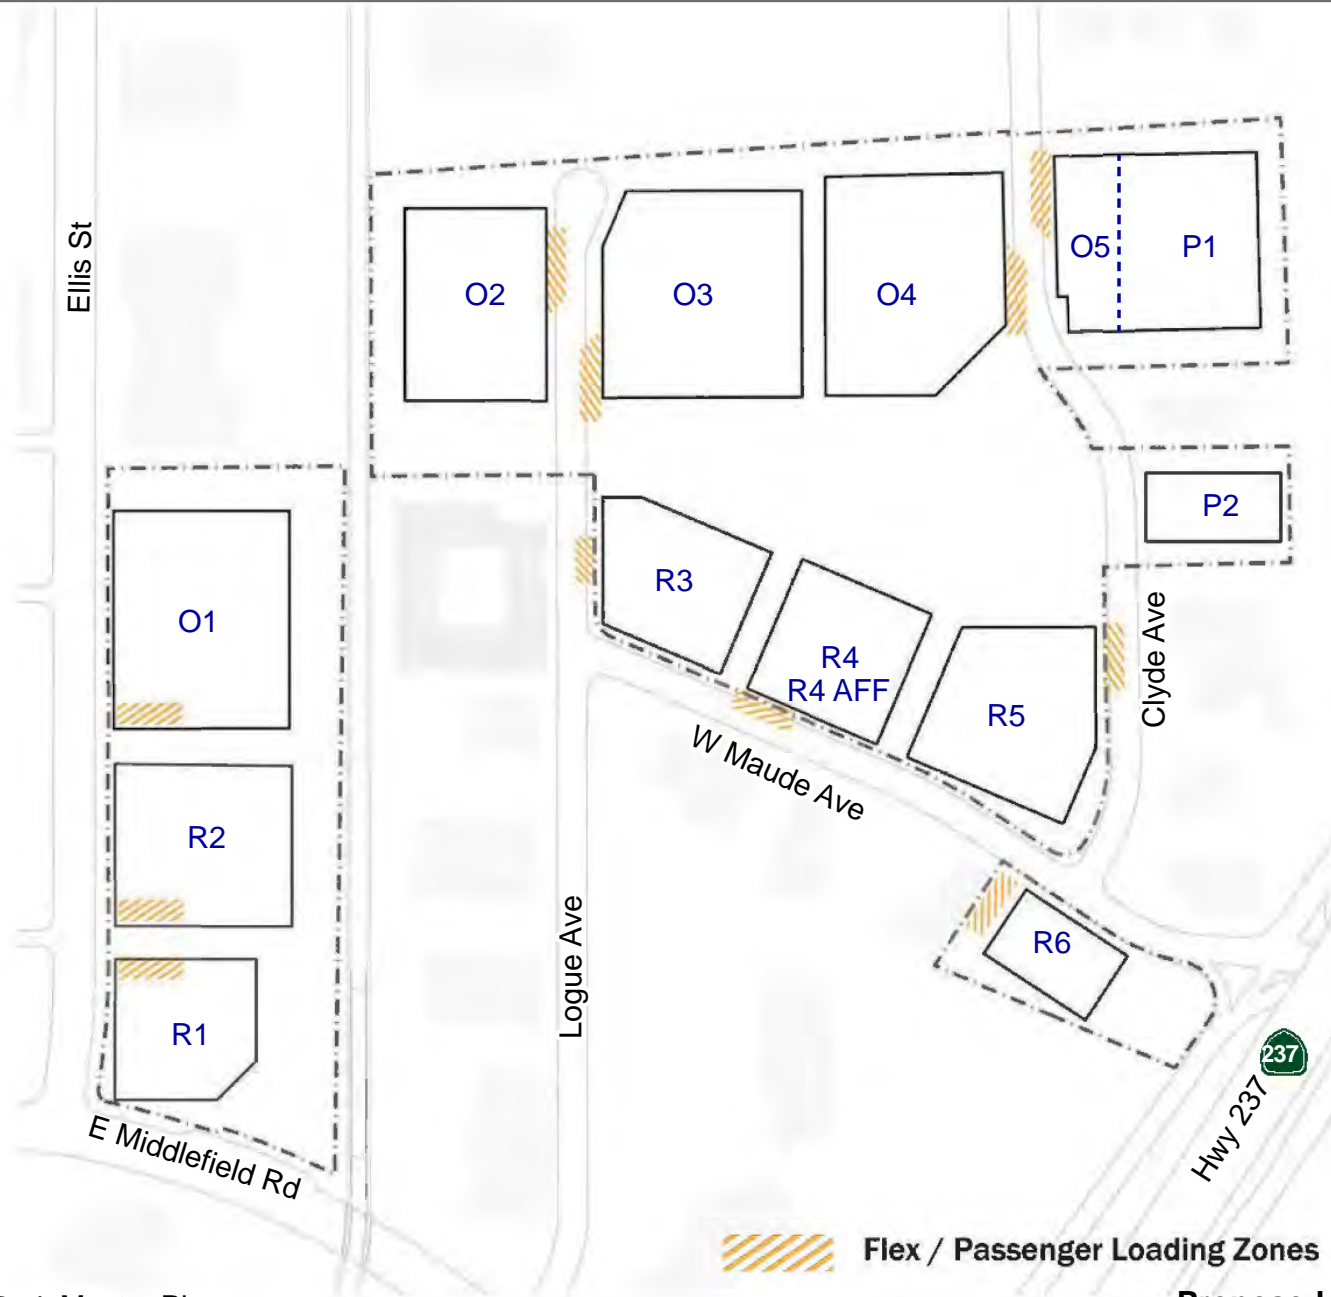 Ellis St
O2
O3
O4
O5
P1
P2
O1
R3
R4
R4 AFF
R5
Clyde Ave
W Maude Ave
R2
R6
Logue Ave
R1
237
Hwy 237
E Middlefield Rd
Flex / Passenger Loading Zones